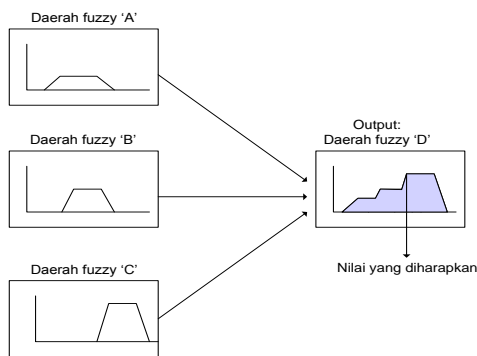 Daerah fuzzy ‘A’
Daerah fuzzy ‘B’
Daerah fuzzy ‘C’
Output:
Daerah fuzzy ‘D’
Nilai yang diharapkan